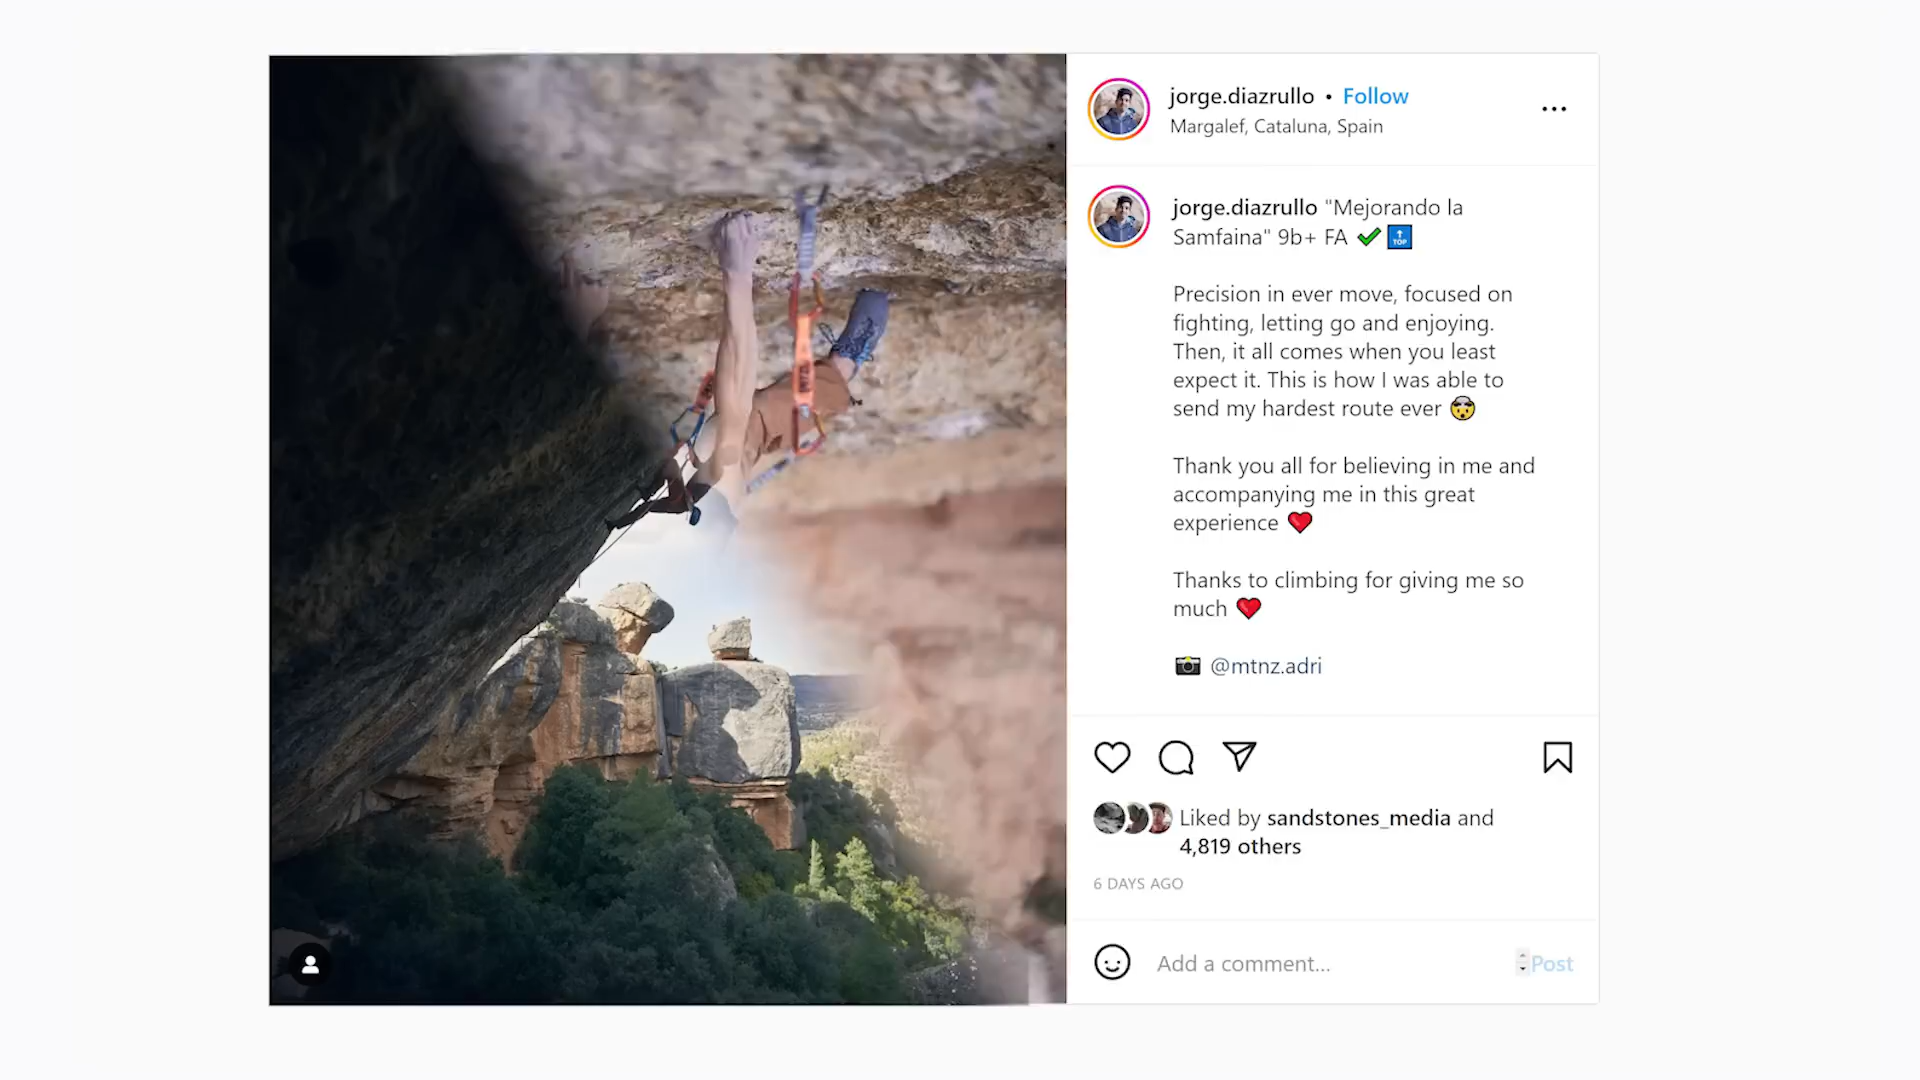 jorge.diazrullo • Follow
Margalef, Cataluna, Spain
jorge.diazrullo "Mejorando la
Samfaina" 9b+ FA ✔ 🔝
Precision in ever move, focused on
fighting, letting go and enjoying.
Then, it all comes when you least
expect it. This is how I was able to
send my hardest route ever 🤯
Thank you all for believing in me and
accompanying me in this great
experience ❤
Thanks to climbing for giving me so
much ❤
📷 @mtnz.adri
Liked by sandstones_media and
4,819 others
6 DAYS AGO
Add a comment...
Post